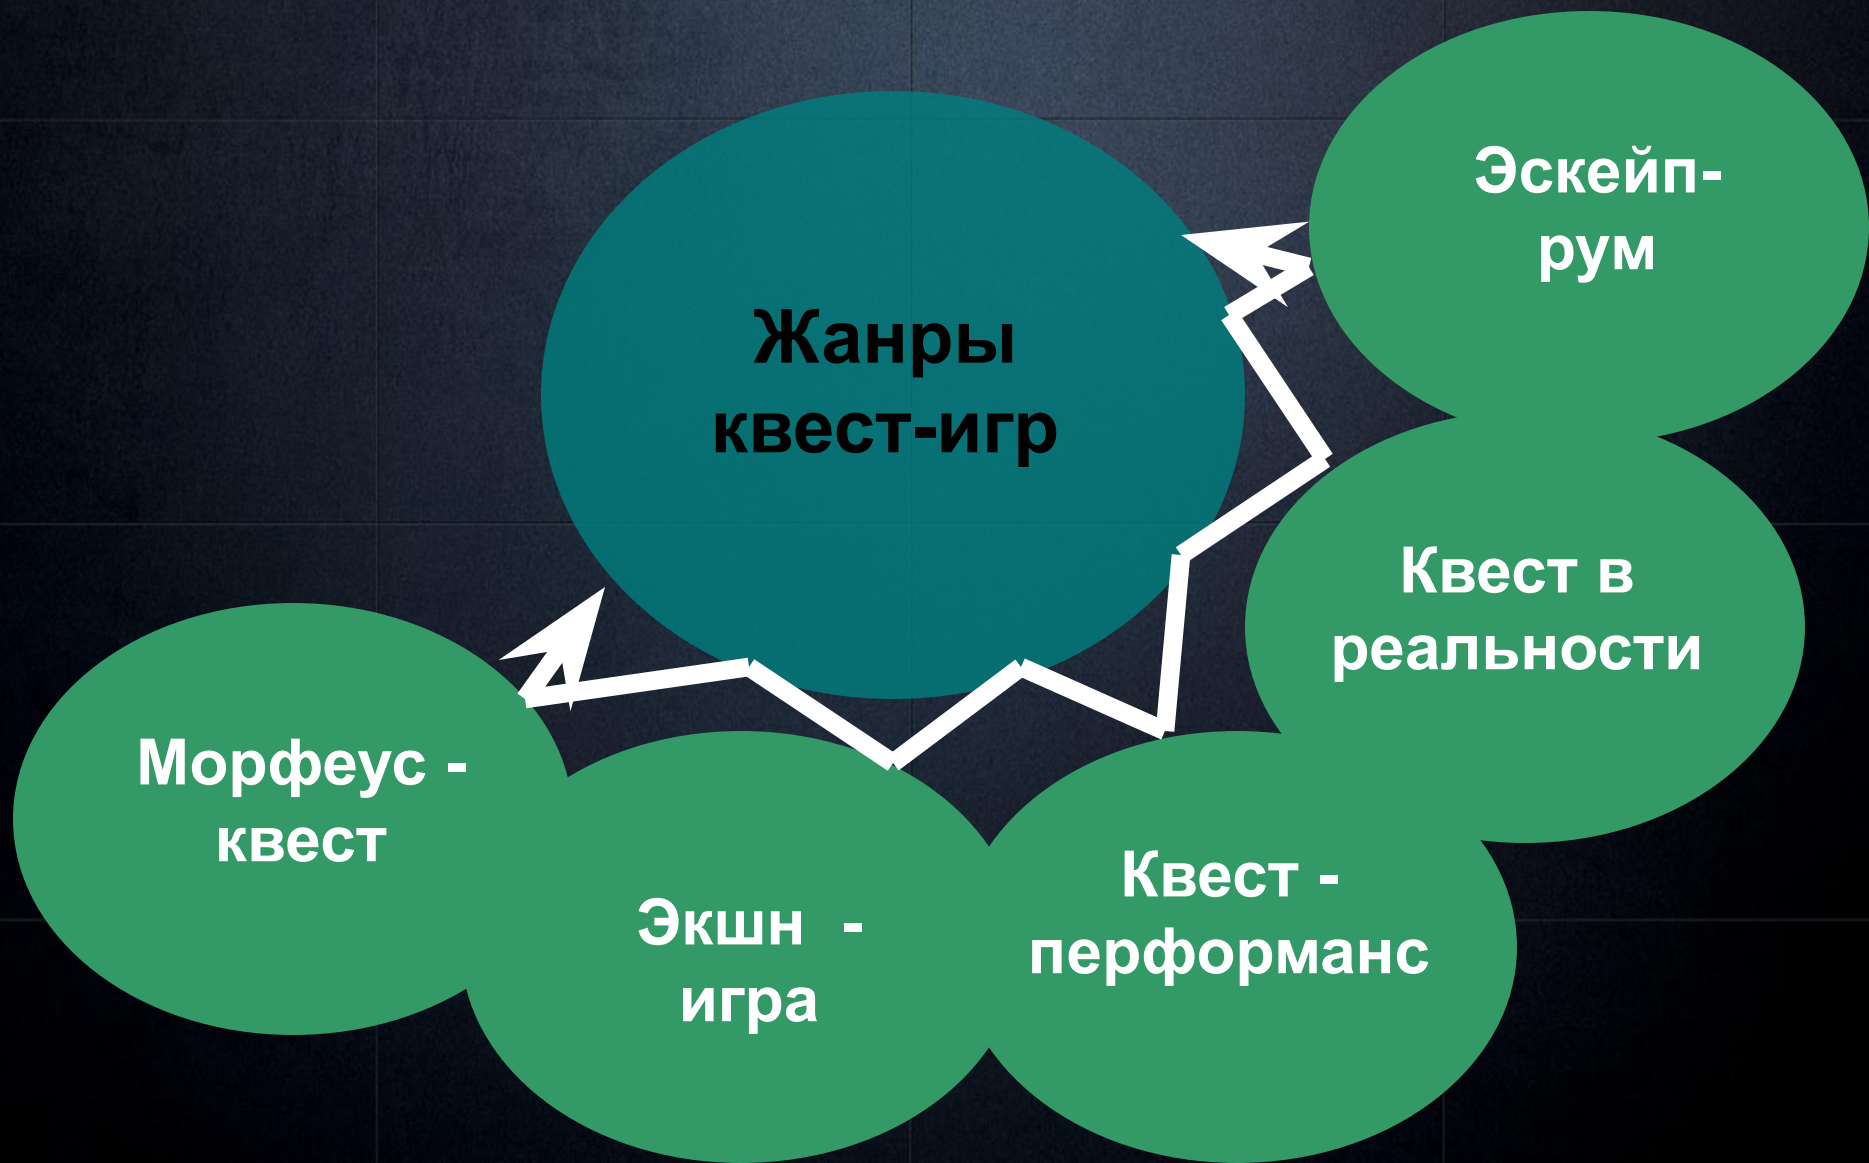 Жанры
квест-игр
Эскейп-
рум
Квест в
реальности
Квест -
перформанс
Экшн  -
игра
Морфеус -
квест